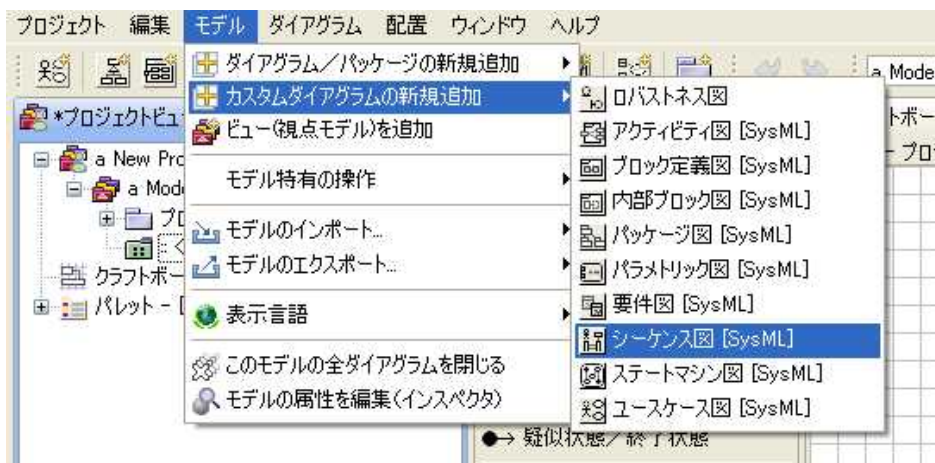 プロジェクト 編集 モデル ダイアグラム 配置 ウィンドウ ヘルプ
a Mode
*プロジェクトビュ
a New Pro
a Mode
プロ
クラフトボー
パレット - [
ダイアグラム／パッケージの新規追加
カスタムダイアグラムの新規追加
ビュー(視点モデル)を追加
モデル特有の操作
モデルのインポート...
モデルのエクスポート...
表示言語
このモデルの全ダイアグラムを閉じる
モデルの属性を編集(インスペクタ)
ロバストネス図
アクティビティ図 [SysML]
ブロック定義図 [SysML]
内部ブロック図 [SysML]
パッケージ図 [SysML]
パラメトリック図 [SysML]
要件図 [SysML]
シーケンス図 [SysML]
ステートマシン図 [SysML]
ユースケース図 [SysML]
トボー
- プロ
疑似状態／終了状態